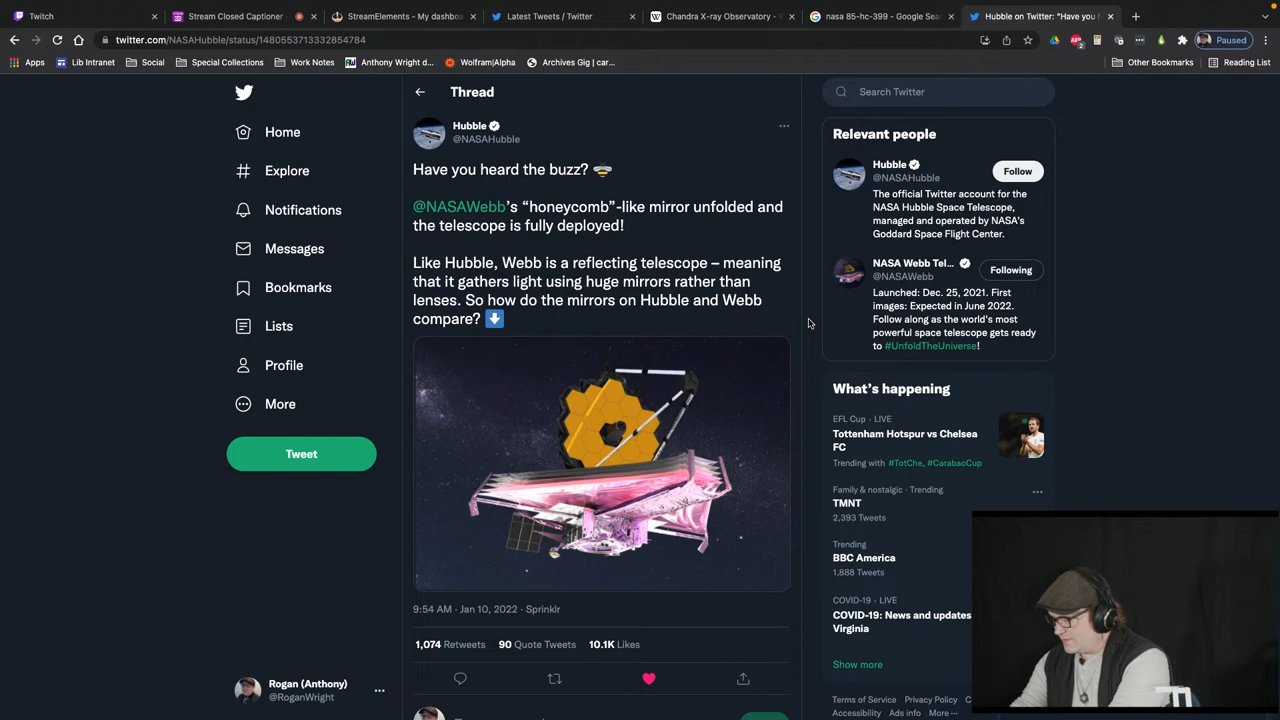 Twitch
Stream Closed Captioner
StreamElements - My dashbo
Latest Tweets / Twitter
Chandra X-ray Observatory - W
nasa 85-hc-399 - Google Sea
Hubble on Twitter: "Have you h
twitter.com/NASAHubble/status/1480553713332854784
Paused
Apps
Lib Intranet
Social
Special Collections
Work Notes
Anthony Wright d...
Wolfram|Alpha
Archives Gig | car...
Other Bookmarks
Reading List
Home
Explore
Notifications
Messages
Bookmarks
Lists
Profile
More
Tweet
Rogan (Anthony)
@RoganWright
Thread
Hubble
@NASAHubble
Have you heard the buzz? 🐝
@NASAWebb's “honeycomb”-like mirror unfolded and
the telescope is fully deployed!
Like Hubble, Webb is a reflecting telescope – meaning
that it gathers light using huge mirrors rather than
lenses. So how do the mirrors on Hubble and Webb
compare? ⬇️
9:54 AM · Jan 10, 2022 · Sprinklr
1,074 Retweets 90 Quote Tweets 10.1K Likes
Search Twitter
Relevant people
Hubble
@NASAHubble
Follow
The official Twitter account for the
NASA Hubble Space Telescope,
managed and operated by NASA's
Goddard Space Flight Center.
NASA Webb Tel...
@NASAWebb
Following
Launched: Dec. 25, 2021. First
images: Expected in June 2022.
Follow along as the world's most
powerful space telescope gets ready
to #UnfoldTheUniverse!
What's happening
EFL Cup · LIVE
Tottenham Hotspur vs Chelsea
FC
Trending with #TotChe, #CarabaoCup
Family & nostalgic · Trending
TMNT
2,393 Tweets
Trending
BBC America
1,888 Tweets
COVID-19 · LIVE
COVID-19: News and updates
Virginia
Show more
Terms of Service Privacy Policy C
Accessibility Ads info More ···